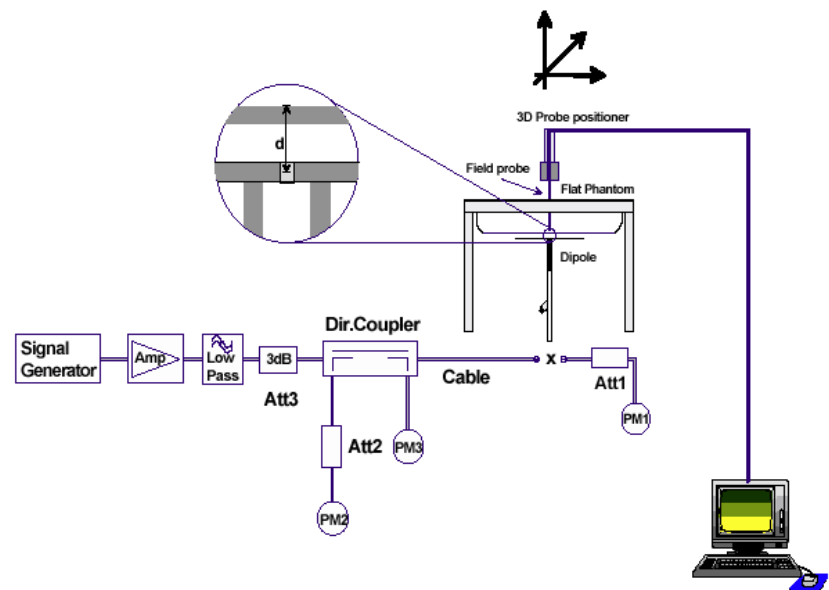 3D Probe positioner
d
Field probe
Flat Phantom
Dipole
Dir.Coupler
Signal
Generator
Amp
Low
Pass
3dB
Cable
x
Att1
Att3
PM1
Att2
PM3
PM2